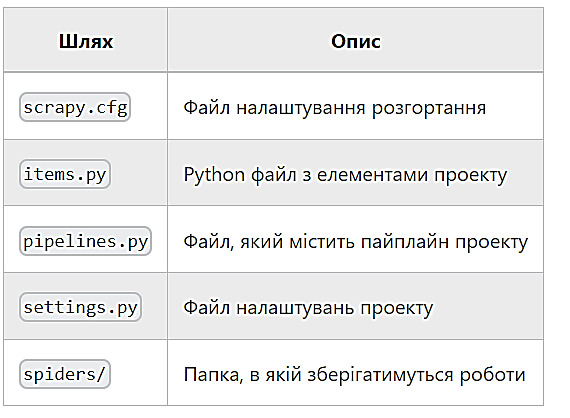 Шлях Опис
scrapy.cfg Файл налаштування розгортання
items.py Python файл з елементами проекту
pipelines.py Файл, який містить пайплайн проекту
settings.py Файл налаштувань проекту
spiders/ Папка, в якій зберігатимуться роботи